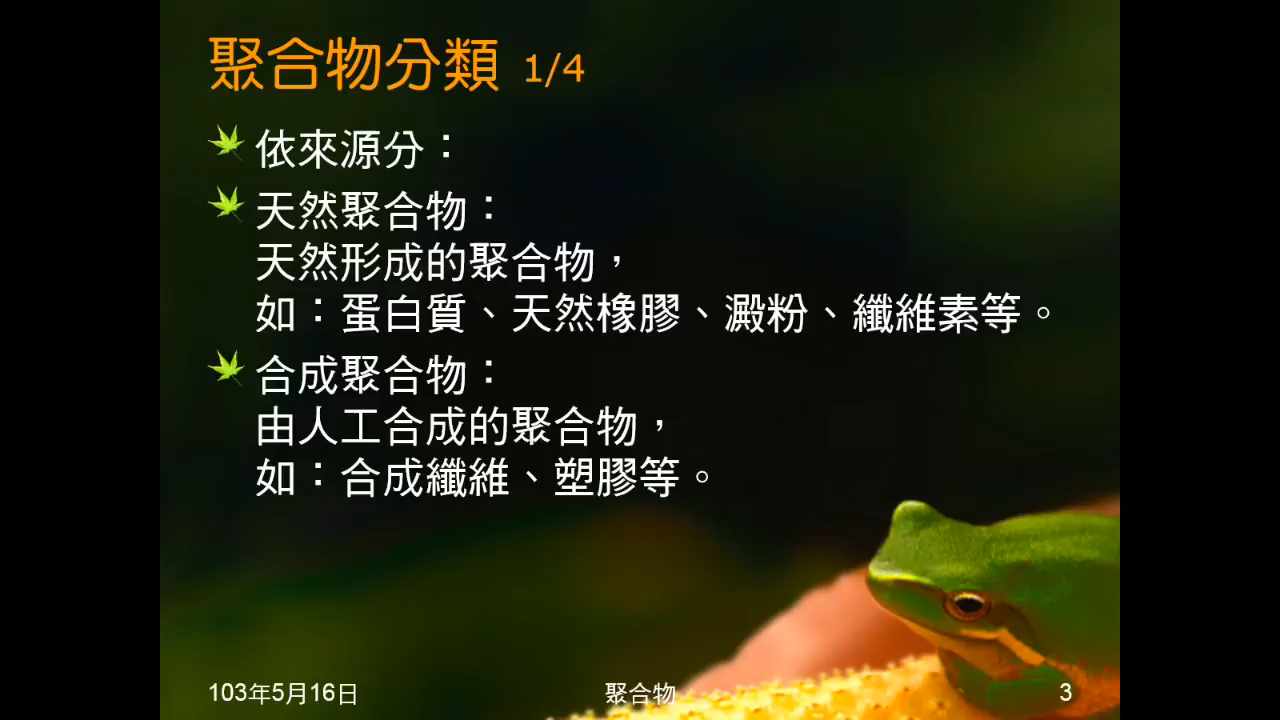 聚合物分類 1/4
依來源分：
天然聚合物：
天然形成的聚合物，
如：蛋白質、天然橡膠、澱粉、纖維素等。
合成聚合物：
由人工合成的聚合物，
如：合成纖維、塑膠等。
103年5月16日
聚合物
3